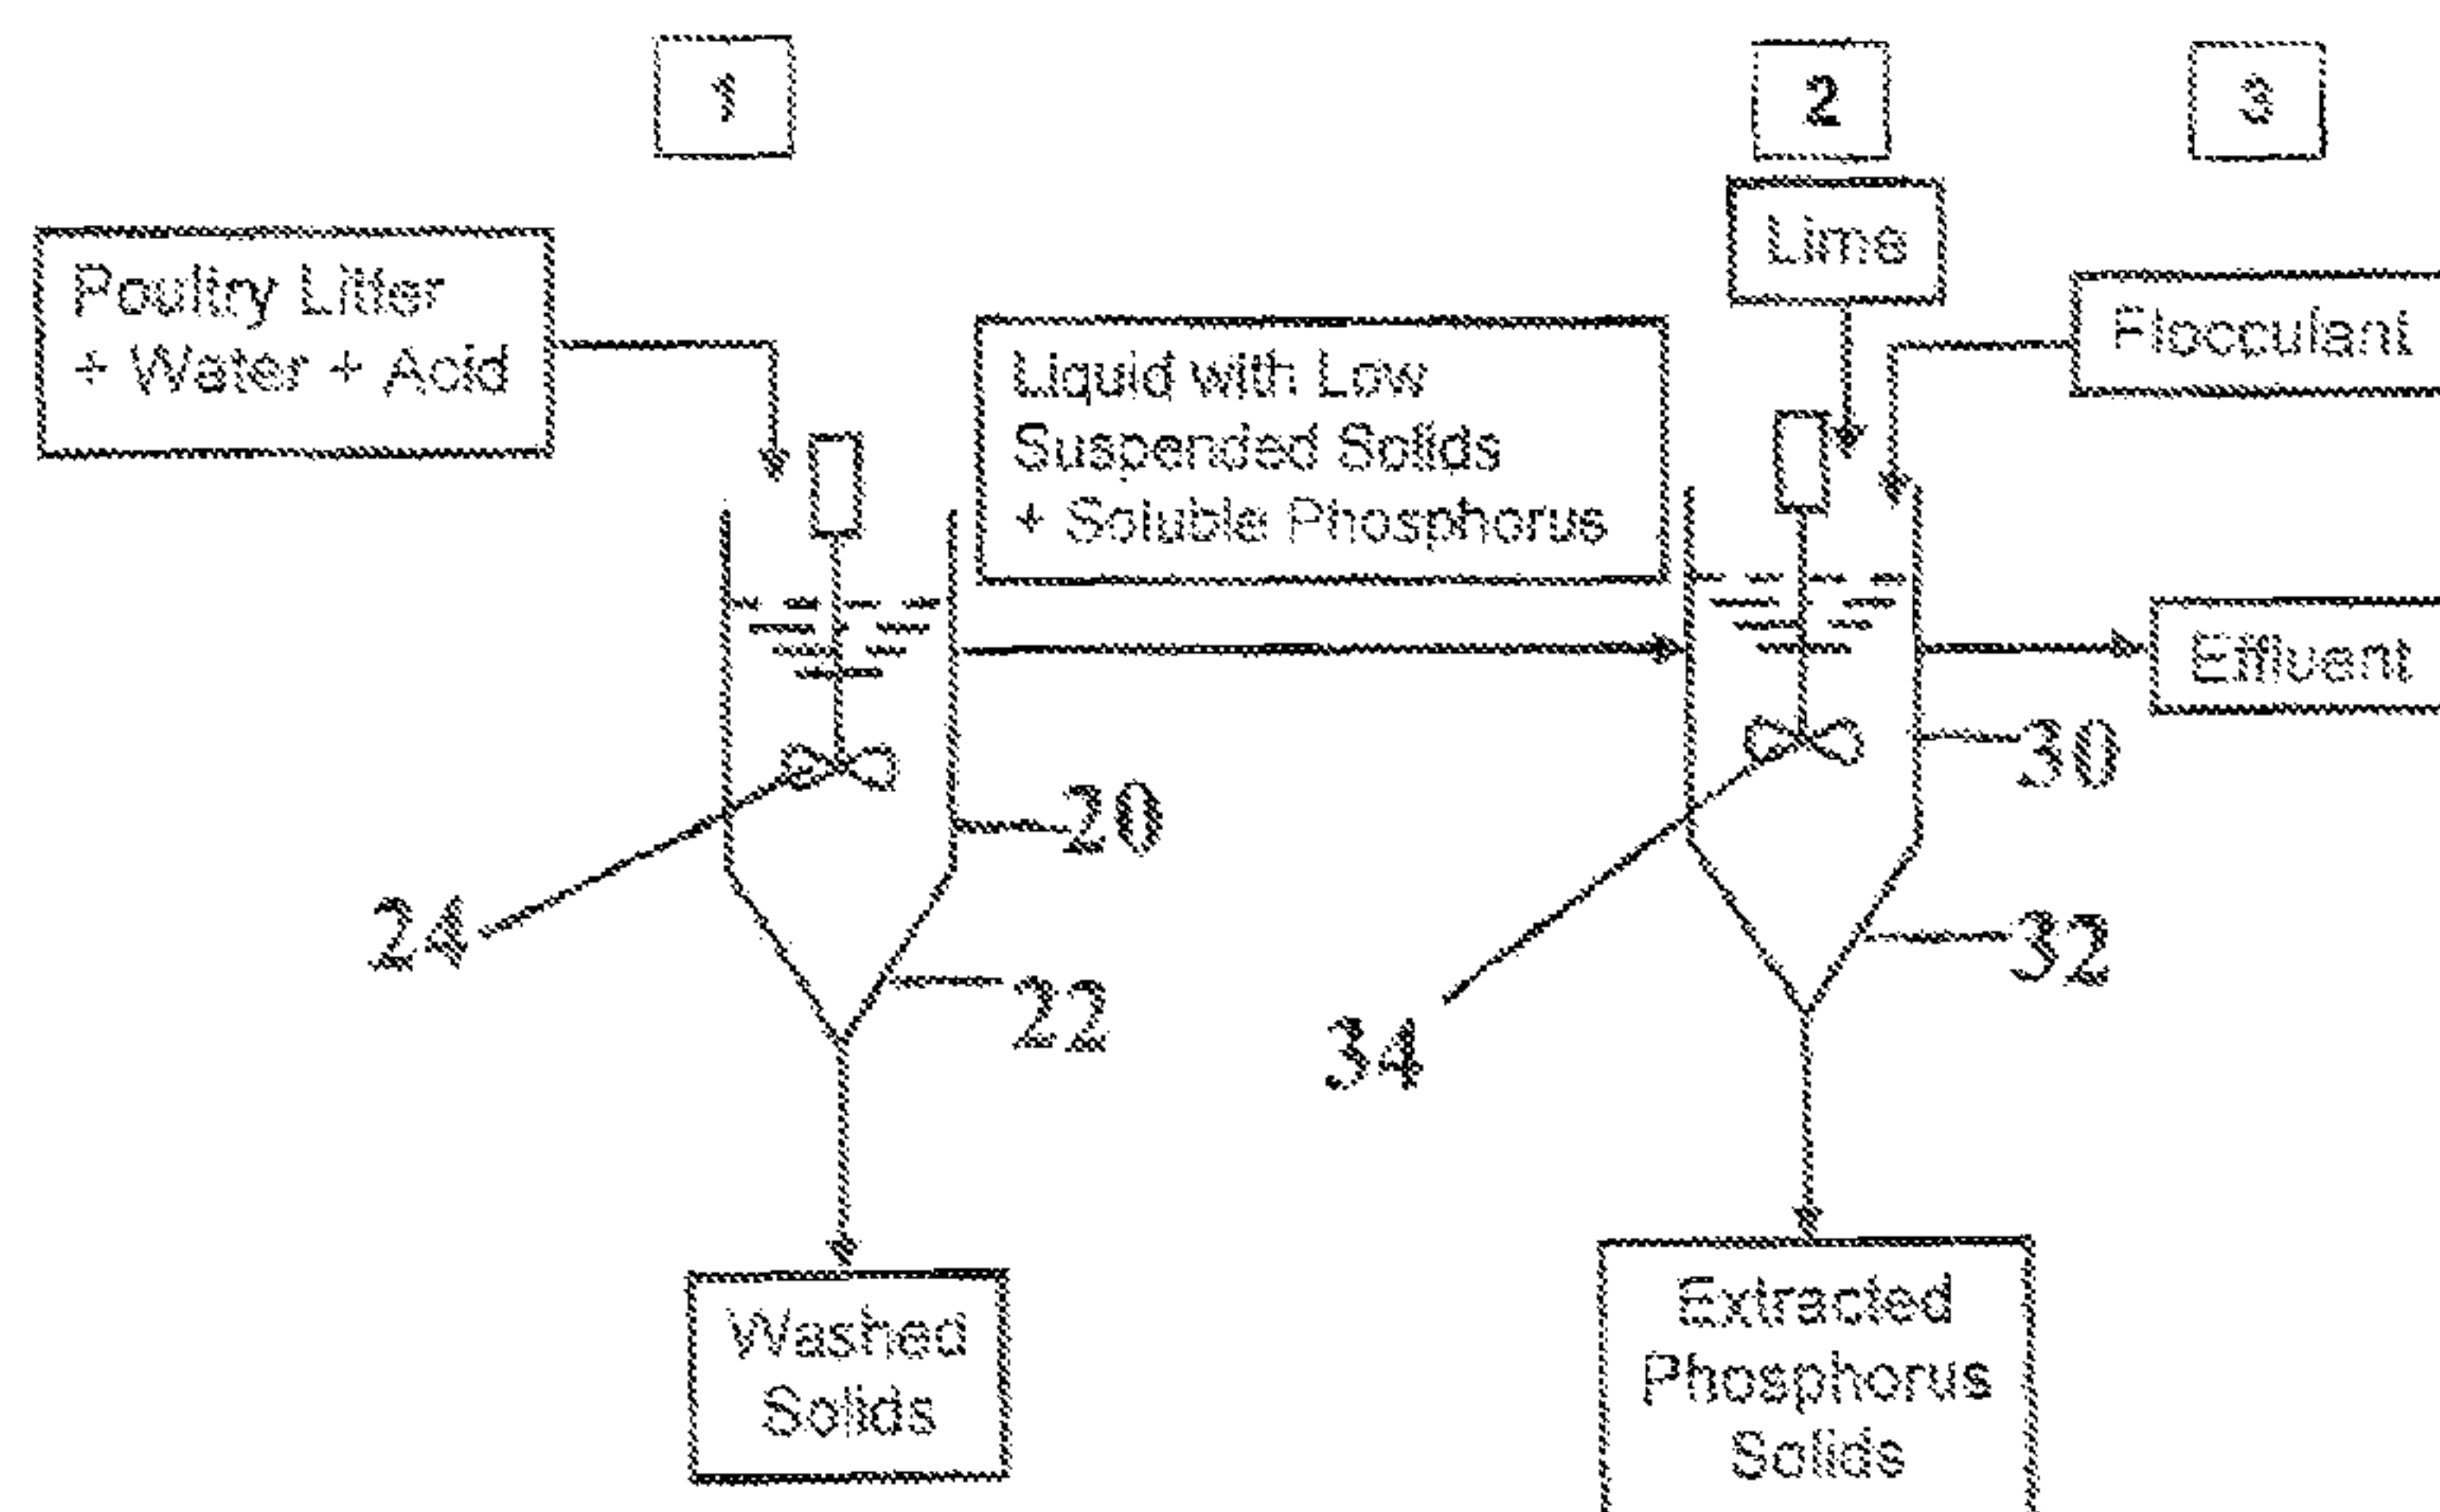 1
2
3
Lime
Poultry Litter
+ Water + Acid
Liquid with Low
Suspended Solids
+ Soluble Phosphorus
Flocculant
Effluent
30
20
24
32
22
34
Washed
Solids
Extracted
Phosphorus
Solids